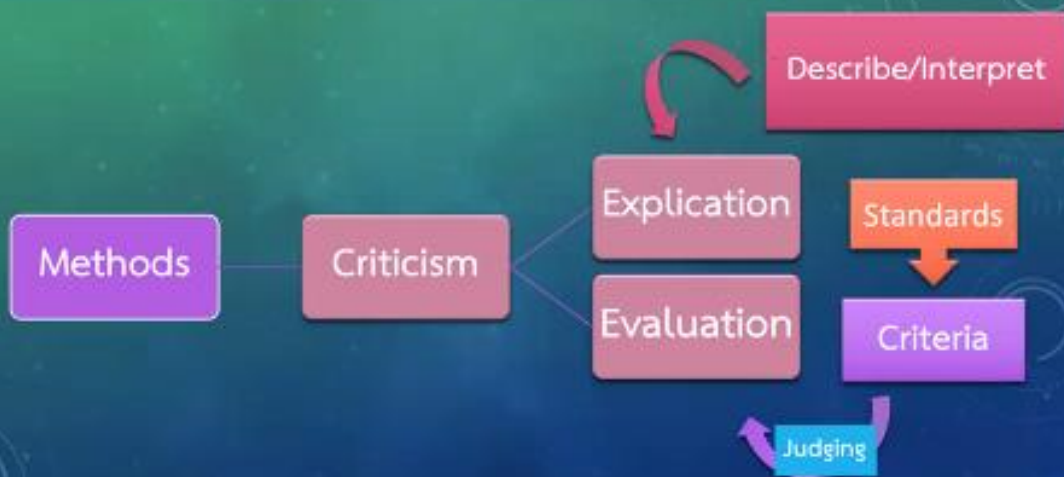 Describe/Interpret
Explication
Standards
Methods
Criticism
Evaluation
Criteria
Judging